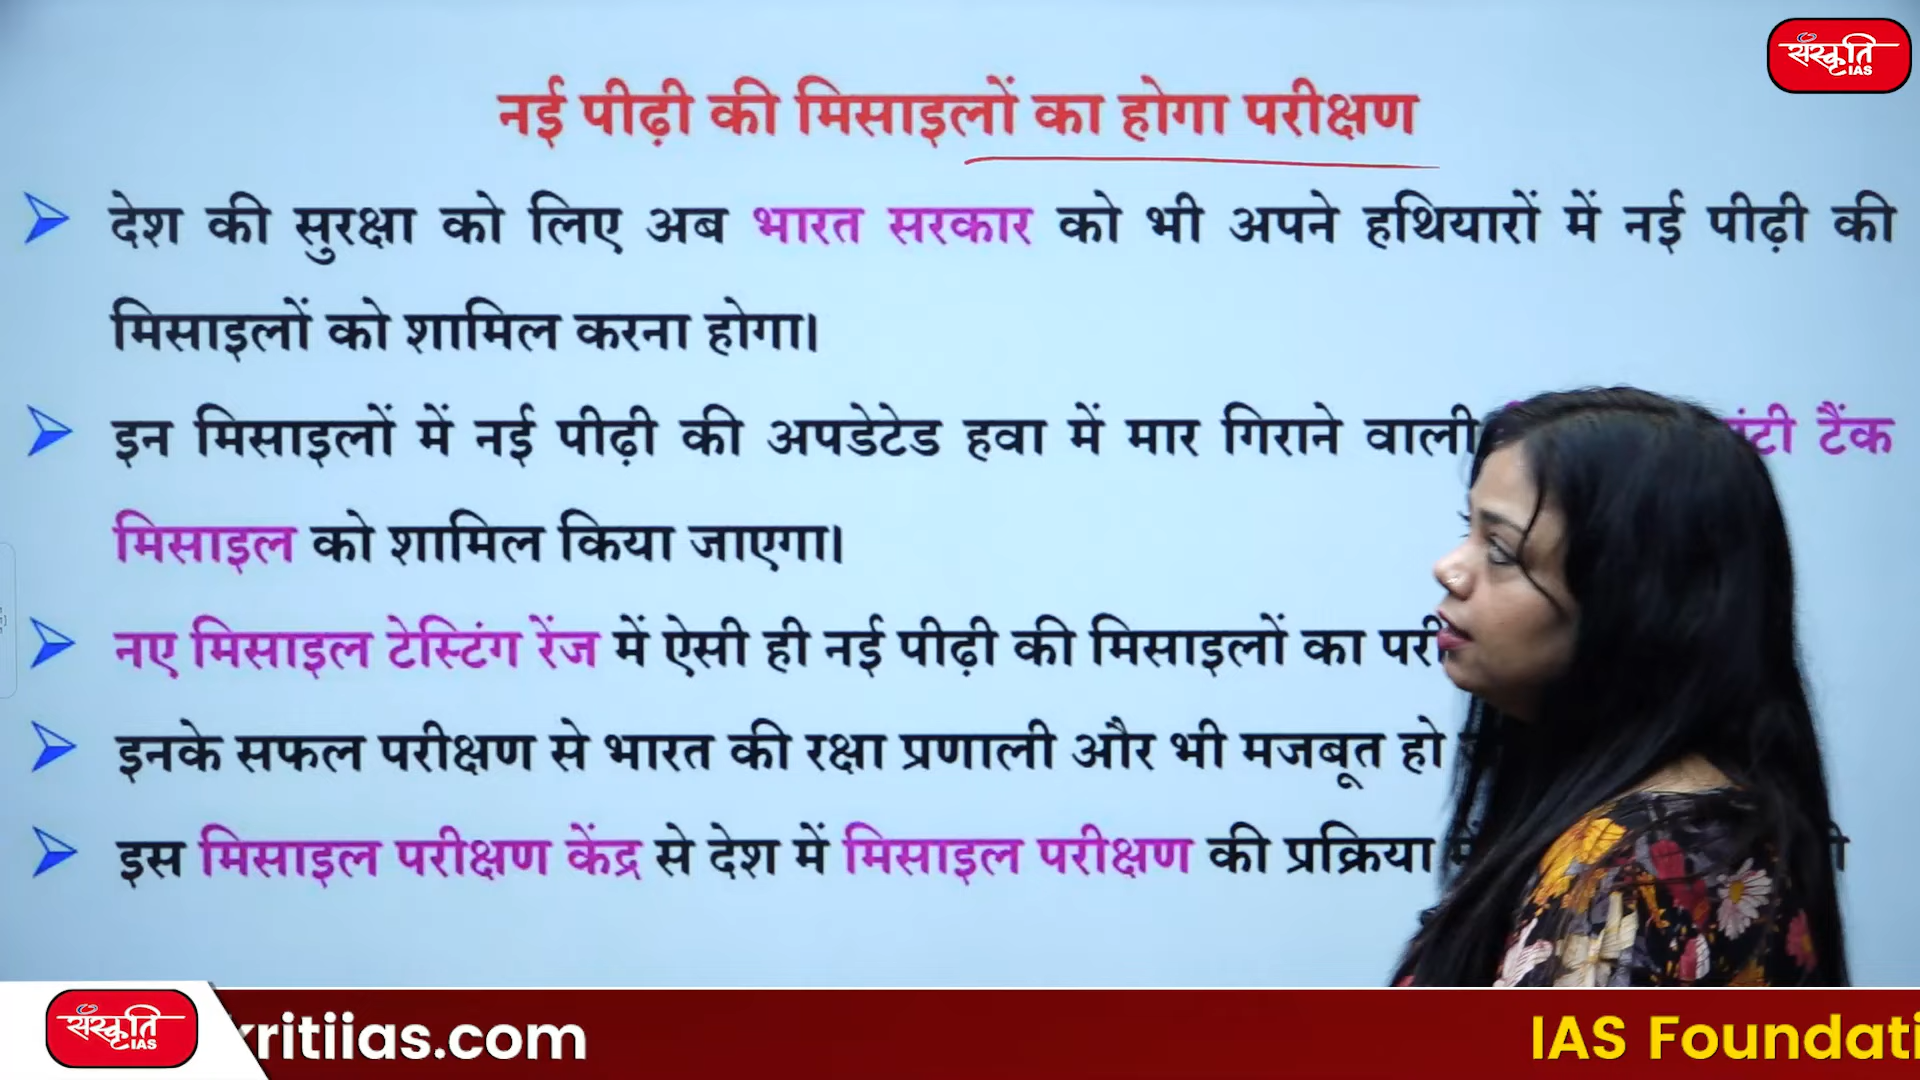 संस्कृति
IAS
नई पीढ़ी की मिसाइलों का होगा परीक्षण
देश की सुरक्षा को लिए अब भारत सरकार को भी अपने हथियारों में नई पीढ़ी की
मिसाइलों को शामिल करना होगा।
इन मिसाइलों में नई पीढ़ी की अपडेटेड हवा में मार गिराने वाली टैंक
मिसाइल को शामिल किया जाएगा।
नए मिसाइल टेस्टिंग रेंज में ऐसी ही नई पीढ़ी की मिसाइलों का
इनके सफल परीक्षण से भारत की रक्षा प्रणाली और भी मजबूत हो
इस मिसाइल परीक्षण केंद्र से देश में मिसाइल परीक्षण की प्रक्रिया
संस्कृति
IAS
kritiias.com
IAS Foundati